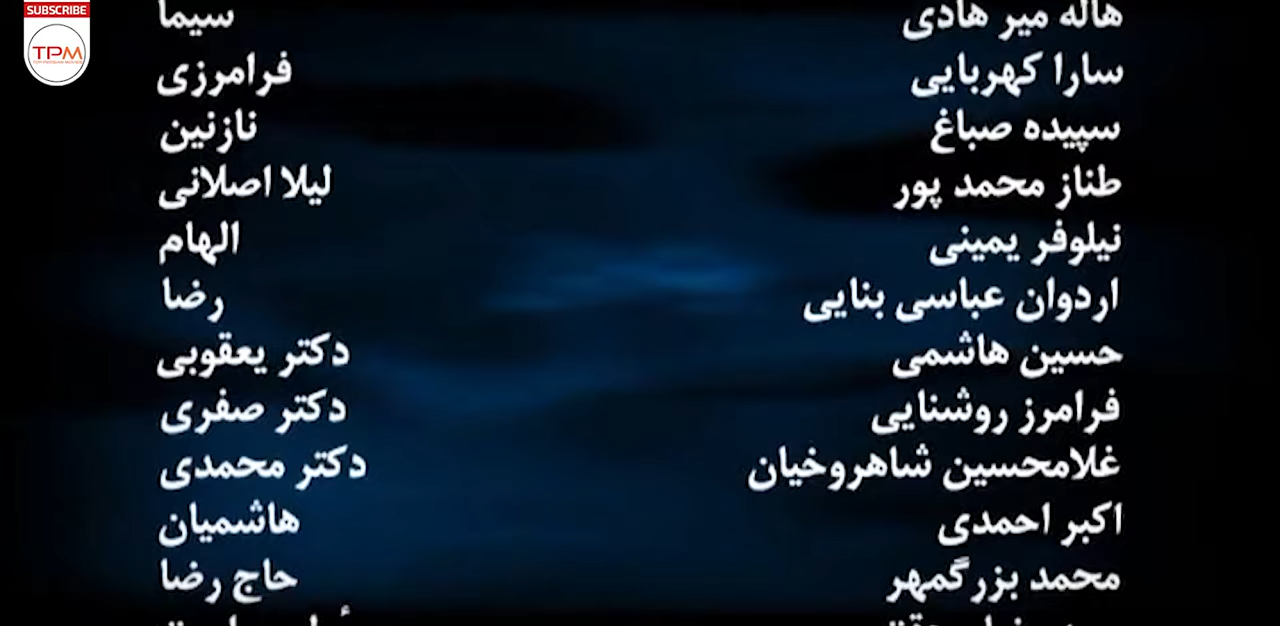 SUBSCRIBE
TPM
هاله میر هادی سیما
سارا کهربایی فرامرزی
سپیده صباغ نازنین
طناز محمد پور لیلا اصلانی
نیلوفر یمینی الهام
اردوان عباسی بنایی رضا
حسین هاشمی دکتر یعقوبی
فرامرز روشنایی دکتر صفری
غلامحسین شاهروخیان دکتر محمدی
اکبر احمدی هاشمیان
محمد بزرگمهر حاج رضا